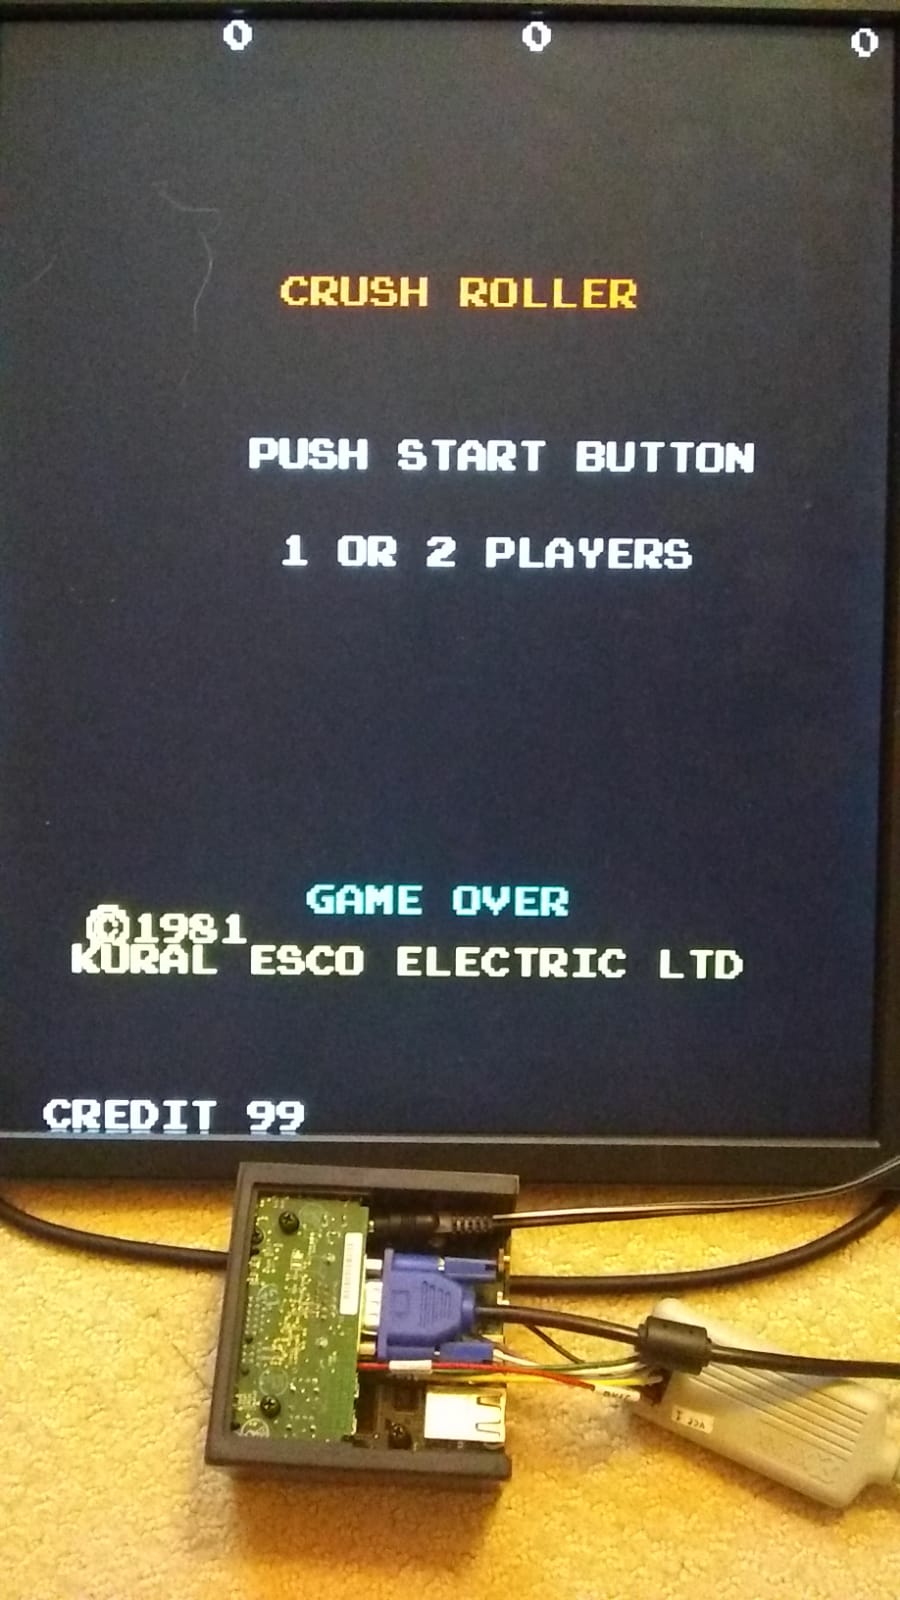 0 0 0
CRUSH ROLLER
PUSH START BUTTON
1 OR 2 PLAYERS
GAME OVER
©1981
KURAL ESCO ELECTRIC LTD
CREDIT 99